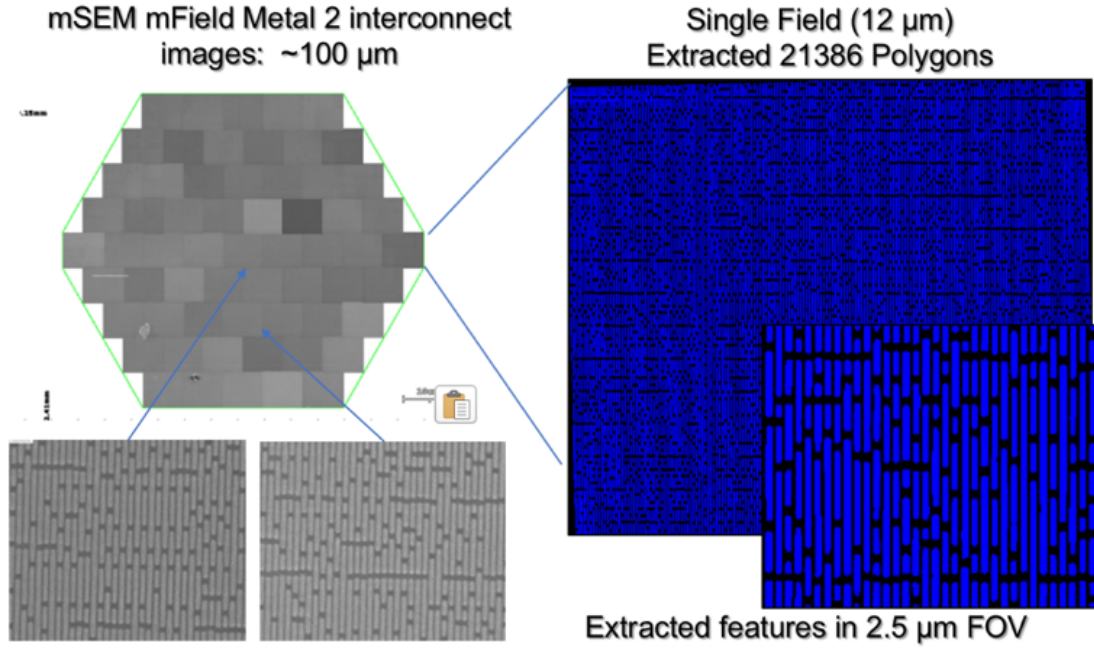 mSEM mField Metal 2 interconnect
images:  ~100 µm
Single Field (12 µm)
Extracted 21386 Polygons
Extracted features in 2.5 µm FOV